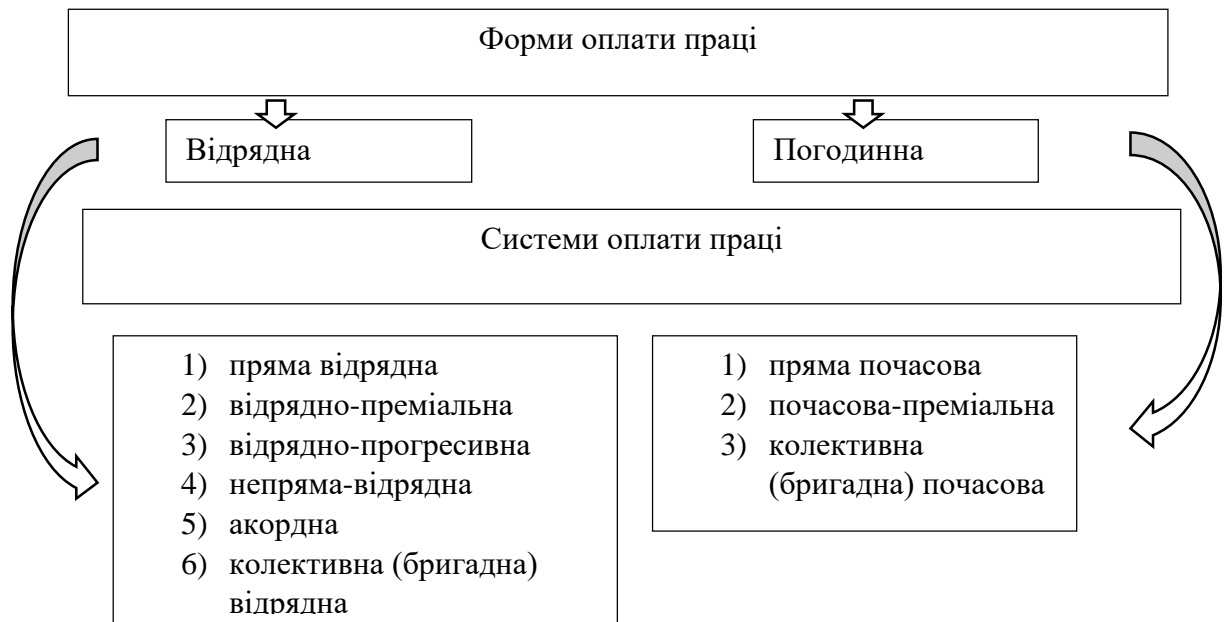 Форми оплати праці
Відрядна
Погодинна
Системи оплати праці
1) пряма відрядна
2) відрядно-преміальна
3) відрядно-прогресивна
4) непряма-відрядна
5) акордна
6) колективна (бригадна)
відрядна
1) пряма почасова
2) почасова-преміальна
3) колективна
(бригадна) почасова